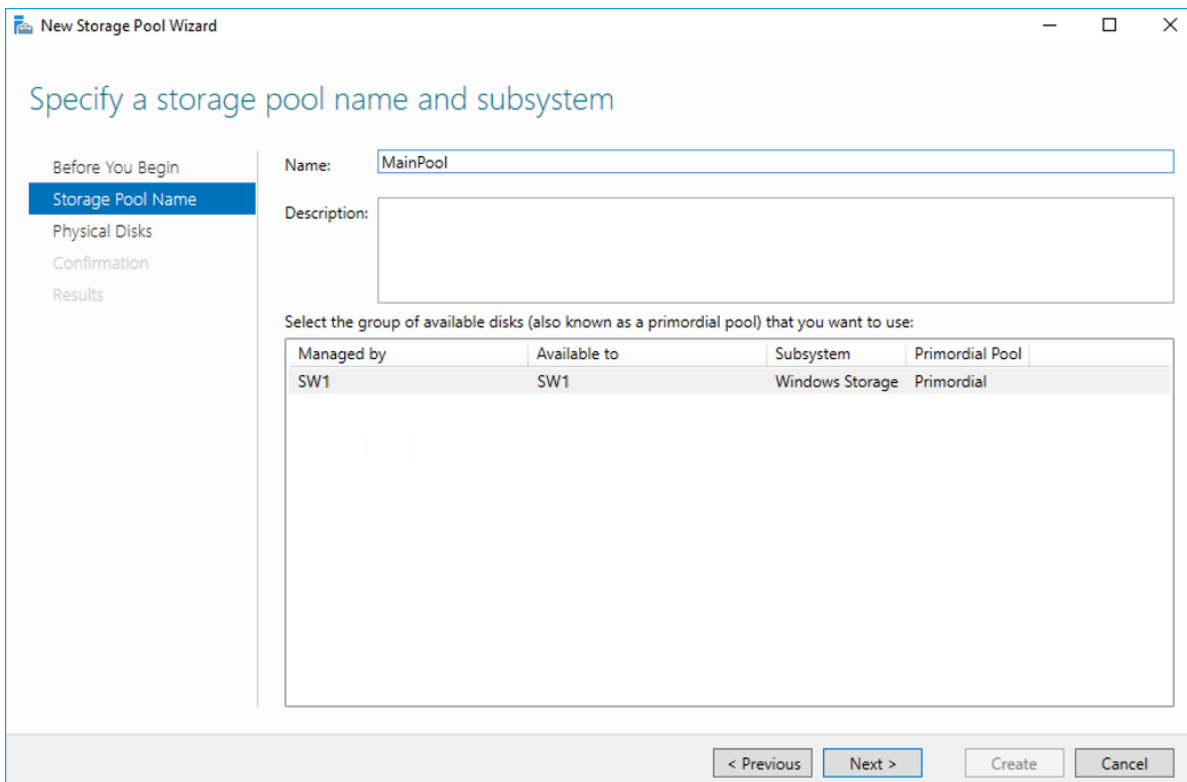 New Storage Pool Wizard
Specify a storage pool name and subsystem
Before You Begin
Storage Pool Name
Physical Disks
Confirmation
Results
Name: MainPool
Description:
Select the group of available disks (also known as a primordial pool) that you want to use:
Managed by Available to Subsystem Primordial Pool
SW1 SW1 Windows Storage Primordial
< Previous Next > Create Cancel